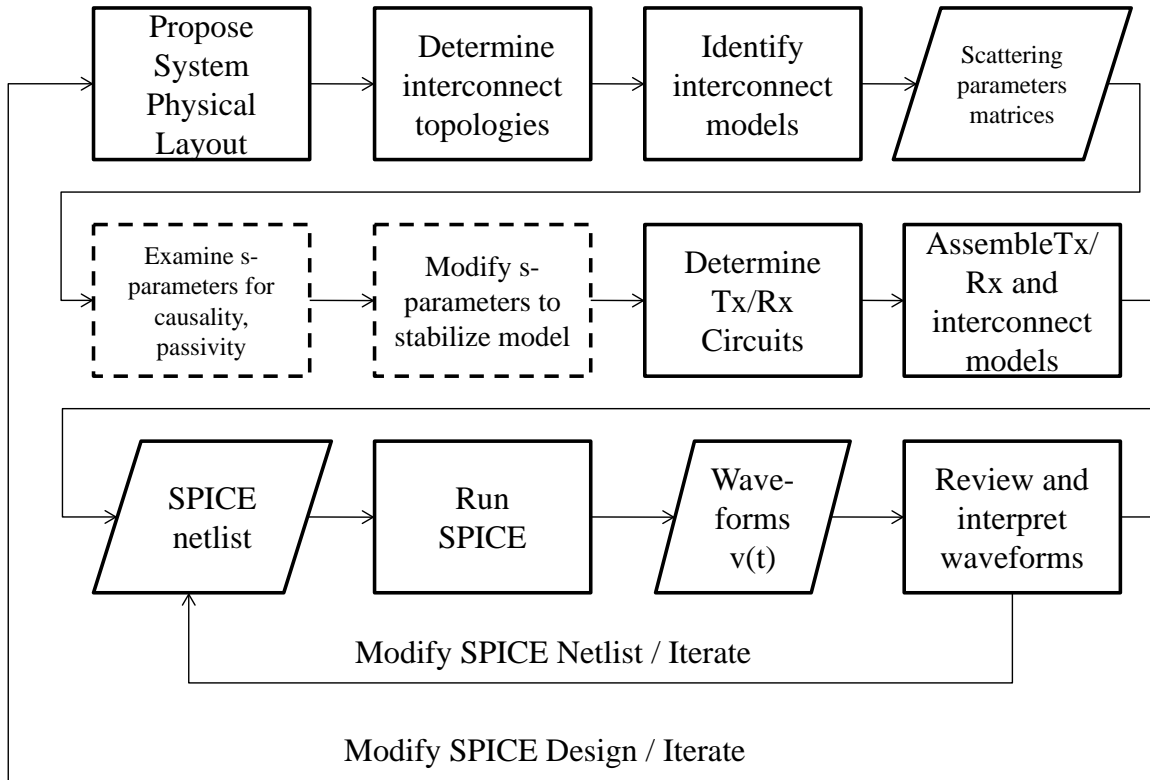 Propose
System
Physical
Layout
Determine
interconnect
topologies
Identify
interconnect
models
Scattering
parameters
matrices
Examine s-
parameters for
causality,
passivity
Modify s-
parameters to
stabilize model
Determine
Tx/Rx
Circuits
AssembleTx/
Rx and
interconnect
models
SPICE
netlist
Run
SPICE
Wave-
forms
v(t)
Review and
interpret
waveforms
Modify SPICE Netlist / Iterate
Modify SPICE Design / Iterate